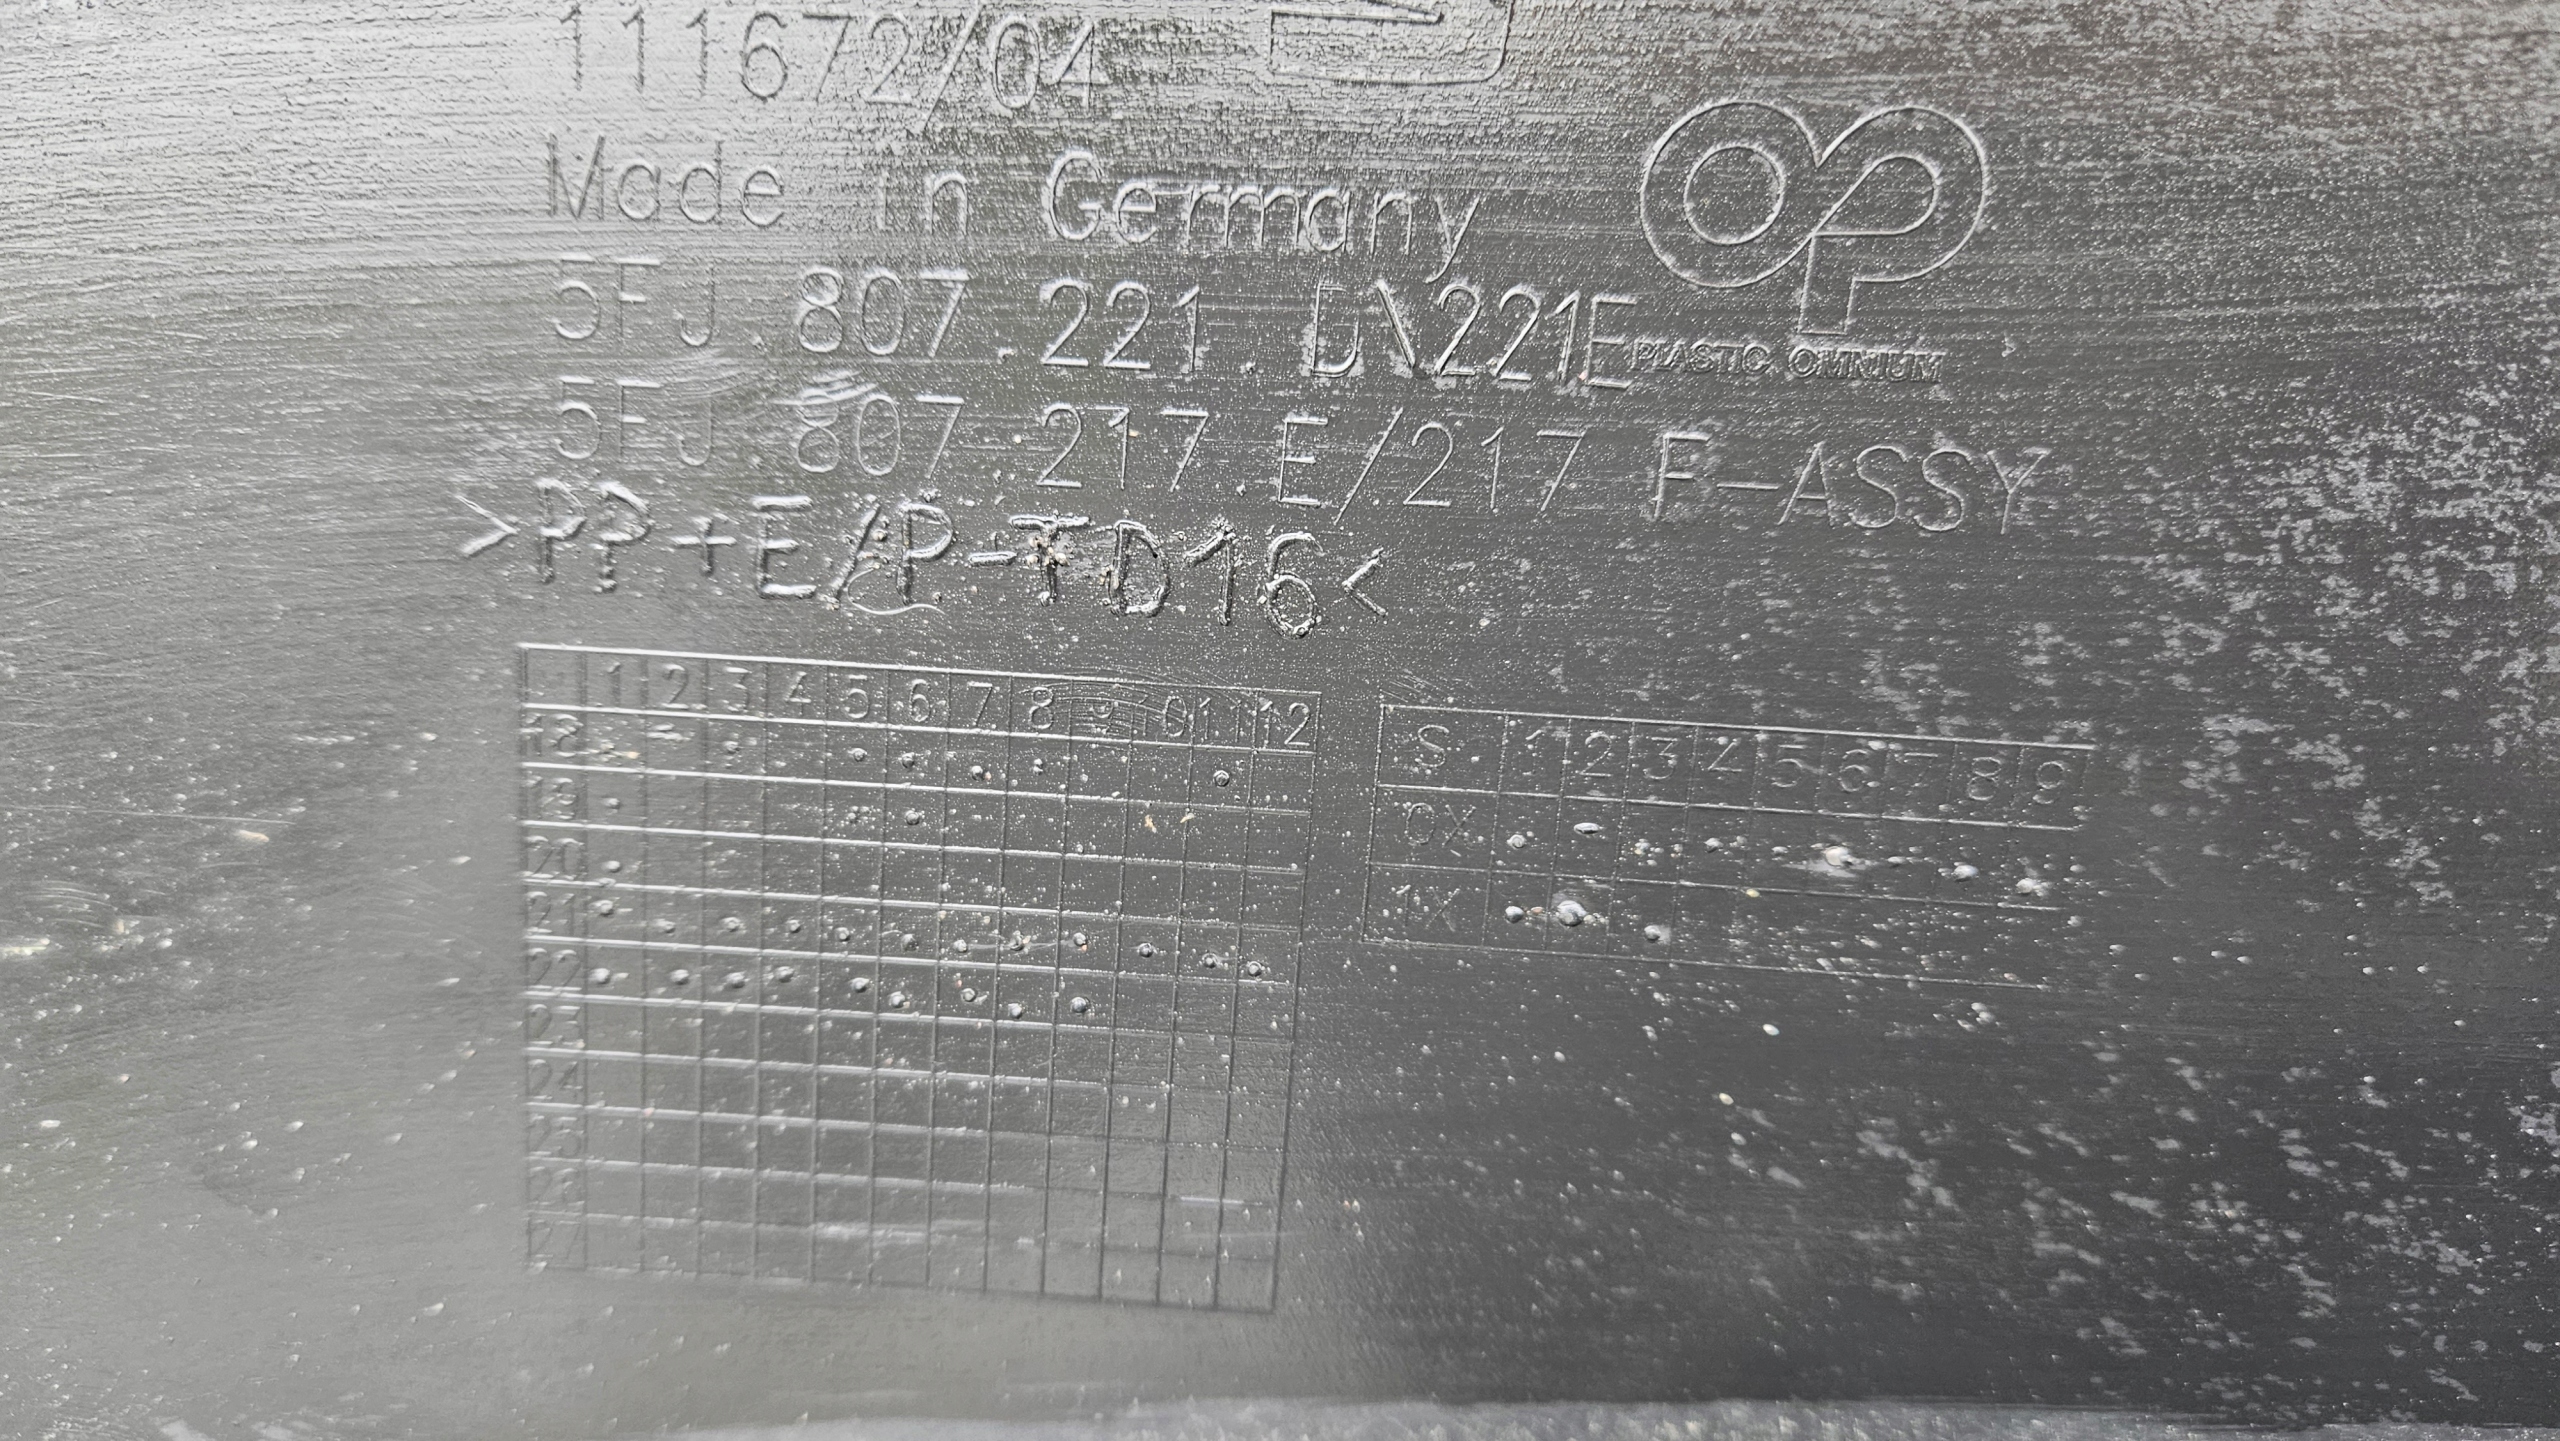 111672/04
Made in Germany
5FJ.807.221. D\221E
PLASTIC OMNIUM
5FJ.807.217.E/217 F-ASSY
>PP+E/P-TD16<
1 2 3 4 5 6 7 8 9 10 11 12
18
19
20
21
22
23
24
25
26
27
S 1 2 3 4 5 6 7 8 9
0X
1X